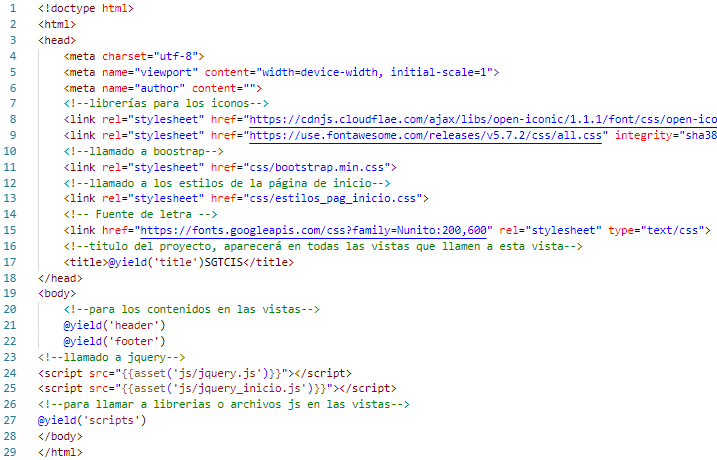 1 <!doctype html>
2 <html>
3 <head>
4 <meta charset="utf-8">
5 <meta name="viewport" content="width=device-width, initial-scale=1">
6 <meta name="author" content="">
7 <!--librerías para los iconos-->
8 <link rel="stylesheet" href="https://cdnjs.cloudflae.com/ajax/libs/open-iconic/1.1.1/font/css/open-ico
9 <link rel="stylesheet" href="https://use.fontawesome.com/releases/v5.7.2/css/all.css" integrity="sha38
10 <!--llamado a boostrap-->
11 <link rel="stylesheet" href="css/bootstrap.min.css">
12 <!--llamado a los estilos de la página de inicio-->
13 <link rel="stylesheet" href="css/estilos_pag_inicio.css">
14 <!-- Fuente de letra -->
15 <link href="https://fonts.googleapis.com/css?family=Nunito:200,600" rel="stylesheet" type="text/css">
16 <!--titulo del proyecto, aparecerá en todas las vistas que llamen a esta vista-->
17 <title>@yield('title')SGTCIS</title>
18 </head>
19 <body>
20 <!--para los contenidos en las vistas-->
21 @yield('header')
22 @yield('footer')
23 <!--llamado a jquery-->
24 <script src="{{asset('js/jquery.js')}}"></script>
25 <script src="{{asset('js/jquery_inicio.js')}}"></script>
26 <!--para llamar a librerias o archivos js en las vistas-->
27 @yield('scripts')
28 </body>
29 </html>